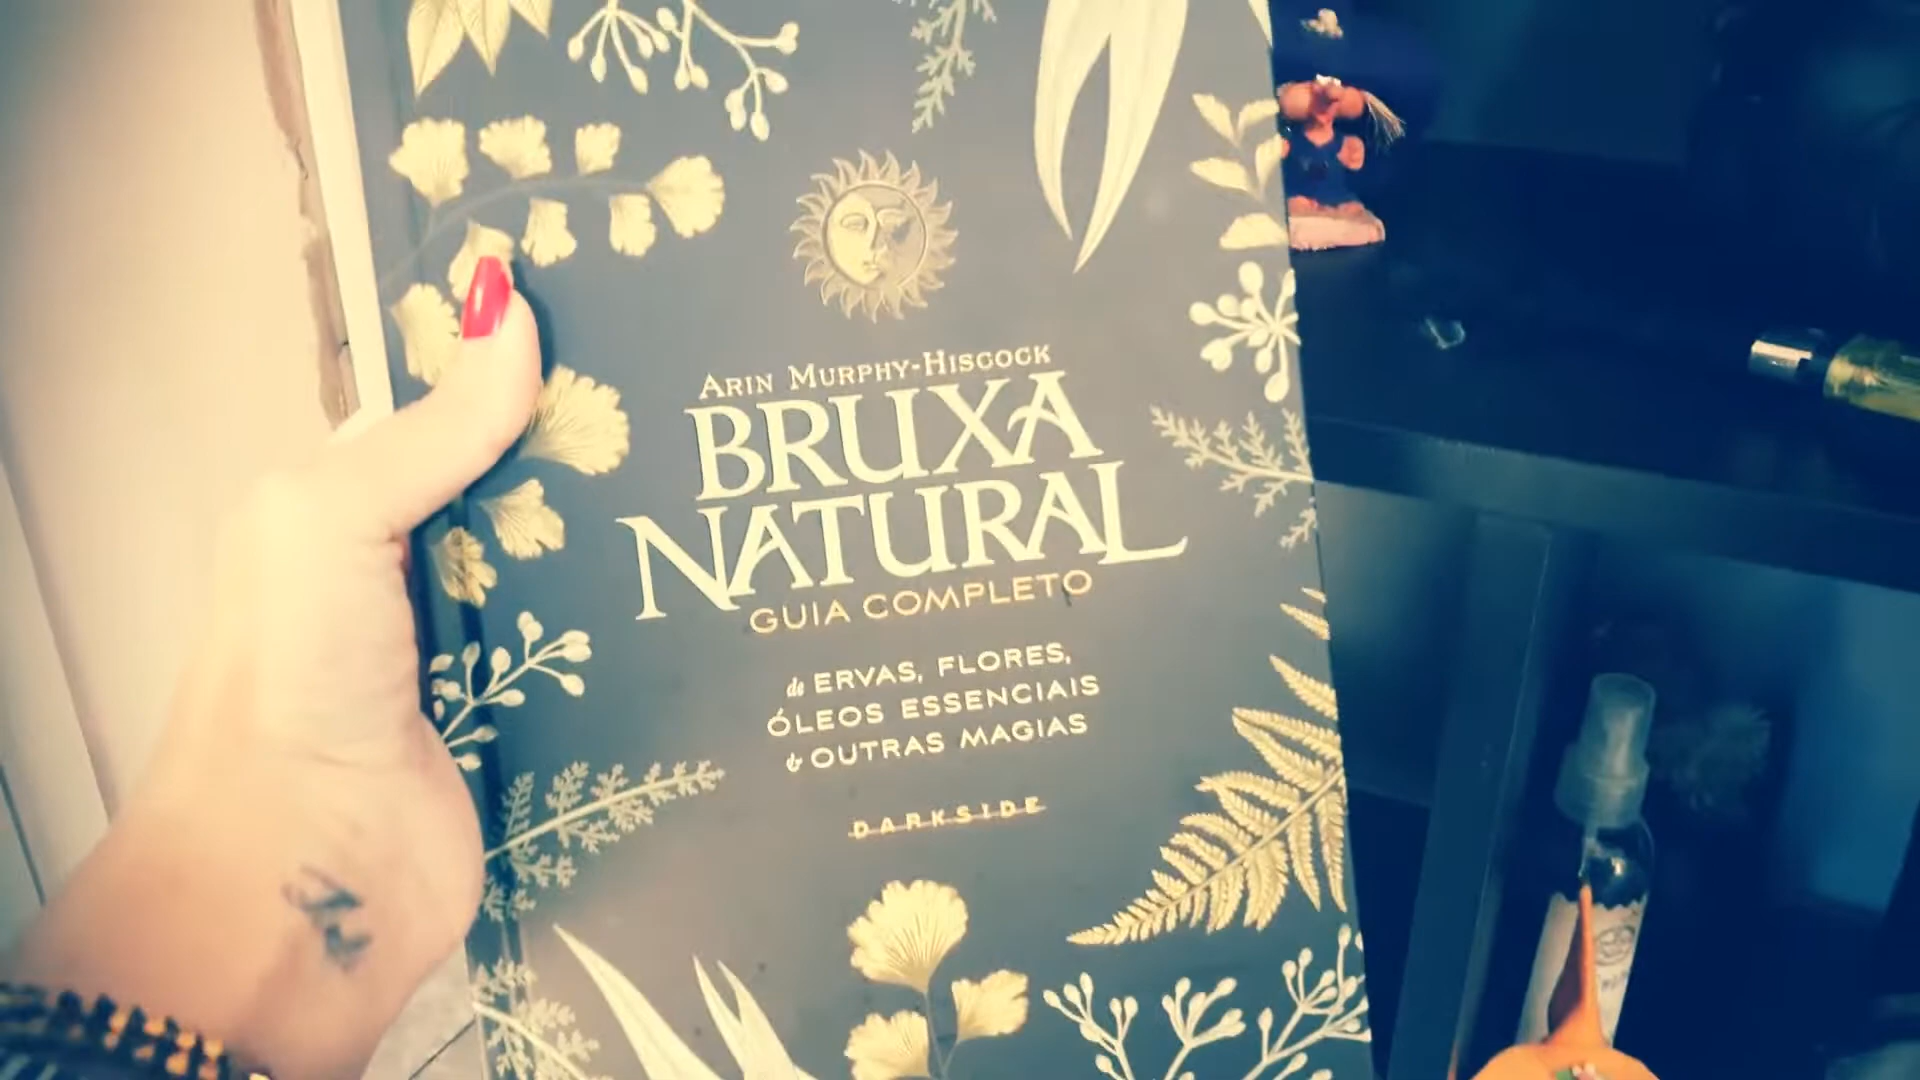 ARIN MURPHY-HISCOCK
BRUXA
NATURAL
GUIA COMPLETO
de ERVAS, FLORES,
ÓLEOS ESSENCIAIS
& OUTRAS MAGIAS
DARKSIDE